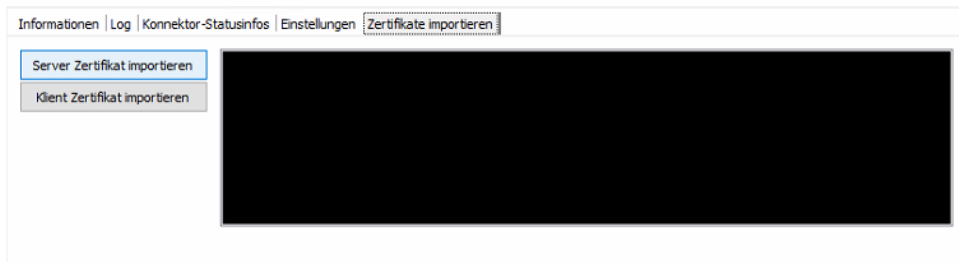 Informationen Log Konnektor-Statusinfos Einstellungen Zertifikate importieren
Server Zertifikat importieren
Klient Zertifikat importieren